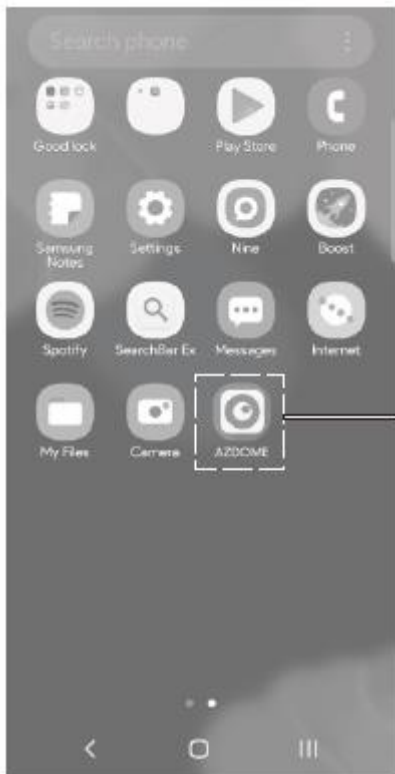 Search phone
Good lock
Play Store
Phone
Samsung
Notes
Settings
Nine
Boost
Spotify
SearchBar Ex
Messages
Internet
My Files
Camera
AZDOME